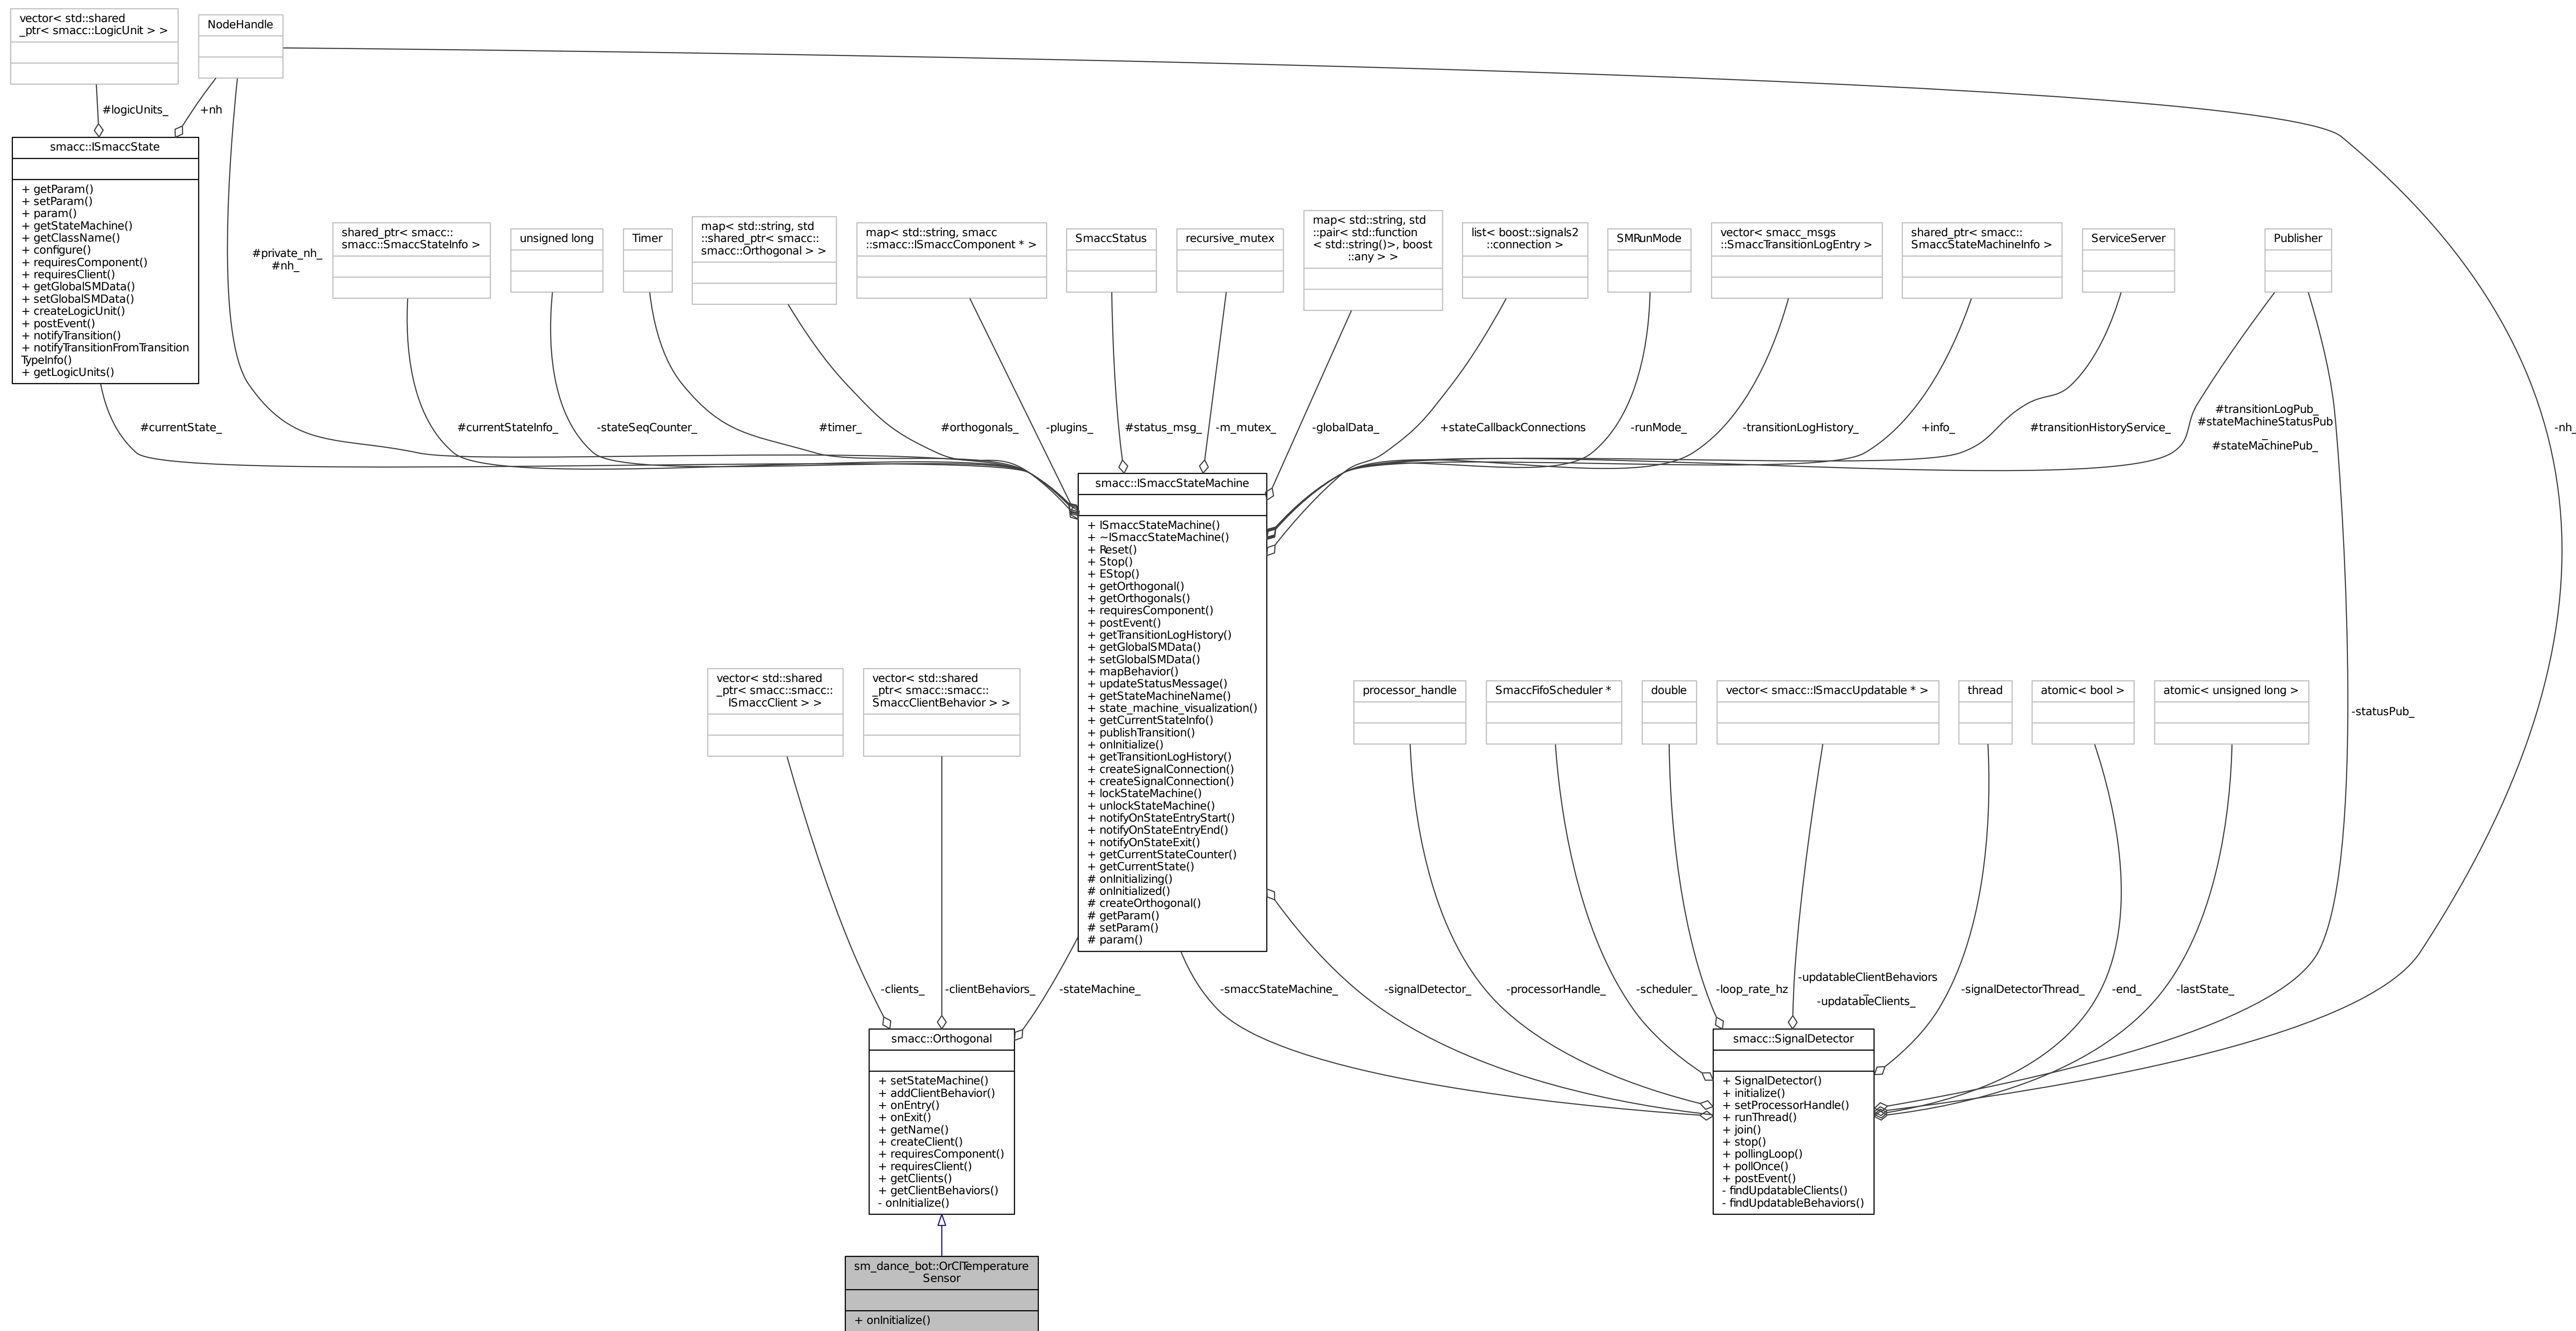 vector< std::shared
_ptr< smacc::LogicUnit > >
NodeHandle
#logicUnits_
+nh
smacc::ISmaccState
+ getParam()
+ setParam()
+ param()
+ getStateMachine()
+ getClassName()
+ configure()
+ requiresComponent()
+ requiresClient()
+ getGlobalSMData()
+ setGlobalSMData()
+ createLogicUnit()
+ postEvent()
+ notifyTransition()
+ notifyTransitionFromTransition
TypeInfo()
+ getLogicUnits()
#private_nh_
#nh_
shared_ptr< smacc::
smacc::SmaccStateInfo >
unsigned long
Timer
map< std::string, std
::shared_ptr< smacc::
smacc::Orthogonal > >
map< std::string, smacc
::smacc::ISmaccComponent * >
SmaccStatus
recursive_mutex
map< std::string, std
::pair< std::function
< std::string()>, boost
::any > >
list< boost::signals2
::connection >
SMRunMode
vector< smacc_msgs
::SmaccTransitionLogEntry >
shared_ptr< smacc::
SmaccStateMachineInfo >
ServiceServer
Publisher
#currentState_
#currentStateInfo_
-stateSeqCounter_
#timer_
#orthogonals_
-plugins_
#status_msg_
-m_mutex_
-globalData_
+stateCallbackConnections
-runMode_
-transitionLogHistory_
+info_
#transitionHistoryService_
#transitionLogPub_
#stateMachineStatusPub
_
#stateMachinePub_
-nh_
smacc::ISmaccStateMachine
+ ISmaccStateMachine()
+ ~ISmaccStateMachine()
+ Reset()
+ Stop()
+ EStop()
+ getOrthogonal()
+ getOrthogonals()
+ requiresComponent()
+ postEvent()
+ getTransitionLogHistory()
+ getGlobalSMData()
+ setGlobalSMData()
+ mapBehavior()
+ updateStatusMessage()
+ getStateMachineName()
+ state_machine_visualization()
+ getCurrentStateInfo()
+ publishTransition()
+ onInitialize()
+ getTransitionLogHistory()
+ createSignalConnection()
+ createSignalConnection()
+ lockStateMachine()
+ unlockStateMachine()
+ notifyOnStateEntryStart()
+ notifyOnStateEntryEnd()
+ notifyOnStateExit()
+ getCurrentStateCounter()
+ getCurrentState()
# onInitializing()
# onInitialized()
# createOrthogonal()
# getParam()
# setParam()
# param()
vector< std::shared
_ptr< smacc::smacc::
ISmaccClient > >
vector< std::shared
_ptr< smacc::smacc::
SmaccClientBehavior > >
processor_handle
SmaccFifoScheduler *
double
vector< smacc::ISmaccUpdatable * >
thread
atomic< bool >
atomic< unsigned long >
-statusPub_
-clients_
-clientBehaviors_
-stateMachine_
-smaccStateMachine_
-signalDetector_
-processorHandle_
-scheduler_
-loop_rate_hz
-updatableClientBehaviors
_
-updatableClients_
-signalDetectorThread_
-end_
-lastState_
smacc::Orthogonal
+ setStateMachine()
+ addClientBehavior()
+ onEntry()
+ onExit()
+ getName()
+ createClient()
+ requiresComponent()
+ requiresClient()
+ getClients()
+ getClientBehaviors()
- onInitialize()
smacc::SignalDetector
+ SignalDetector()
+ initialize()
+ setProcessorHandle()
+ runThread()
+ join()
+ stop()
+ pollingLoop()
+ pollOnce()
+ postEvent()
- findUpdatableClients()
- findUpdatableBehaviors()
sm_dance_bot::OrClTemperature
Sensor
+ onInitialize()